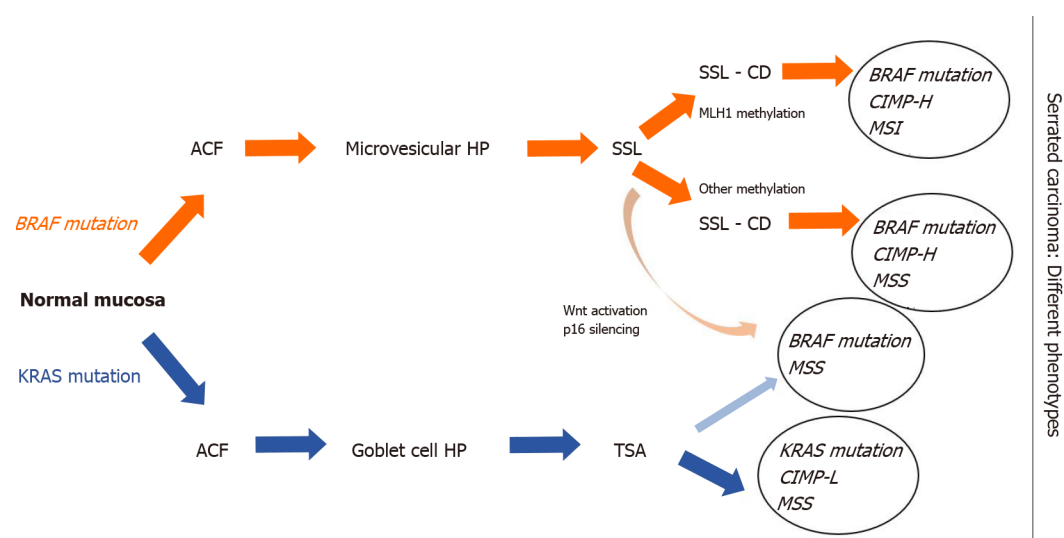 SSL - CD
BRAF mutation
CIMP-H
MSI
MLH1 methylation
ACF
Microvesicular HP
SSL
Other methylation
SSL - CD
BRAF mutation
CIMP-H
MSS
BRAF mutation
Normal mucosa
Wnt activation
p16 silencing
BRAF mutation
MSS
KRAS mutation
ACF
Goblet cell HP
TSA
KRAS mutation
CIMP-L
MSS
Serrated carcinoma: Different phenotypes